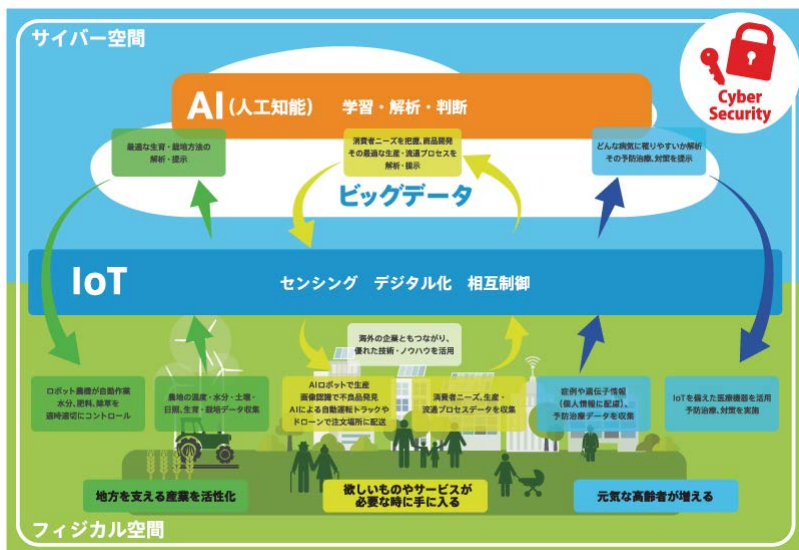 サイバー空間
Cyber
Security
AI(人工知能) 学習・解析・判断
最適な生育・栽培方法の
解析・提示
消費者ニーズを把握、商品開発
その最適な生産・流通プロセスを
解析・提示
どんな病気に罹りやすいか解析
その予防治療、対策を提示
ビッグデータ
IoT センシング デジタル化 相互制御
海外の企業ともつながり、
優れた技術・ノウハウを活用
ロボット農機が自動作業
水分、肥料、除草を
適時適切にコントロール
農地の温度・水分・土壌・
日照、生育・栽培データ収集
AIロボットで生産
画像認識で不良品発見
AIによる自動運転トラックや
ドローンで注文場所に配送
消費者ニーズ、生産・
流通プロセスデータを収集
症例や遺伝子情報
(個人情報に配慮)、
予防治療データを収集
IoTを備えた医療機器を活用
予防治療、対策を実施
地方を支える産業を活性化
欲しいものやサービスが
必要な時に手に入る
元気な高齢者が増える
フィジカル空間